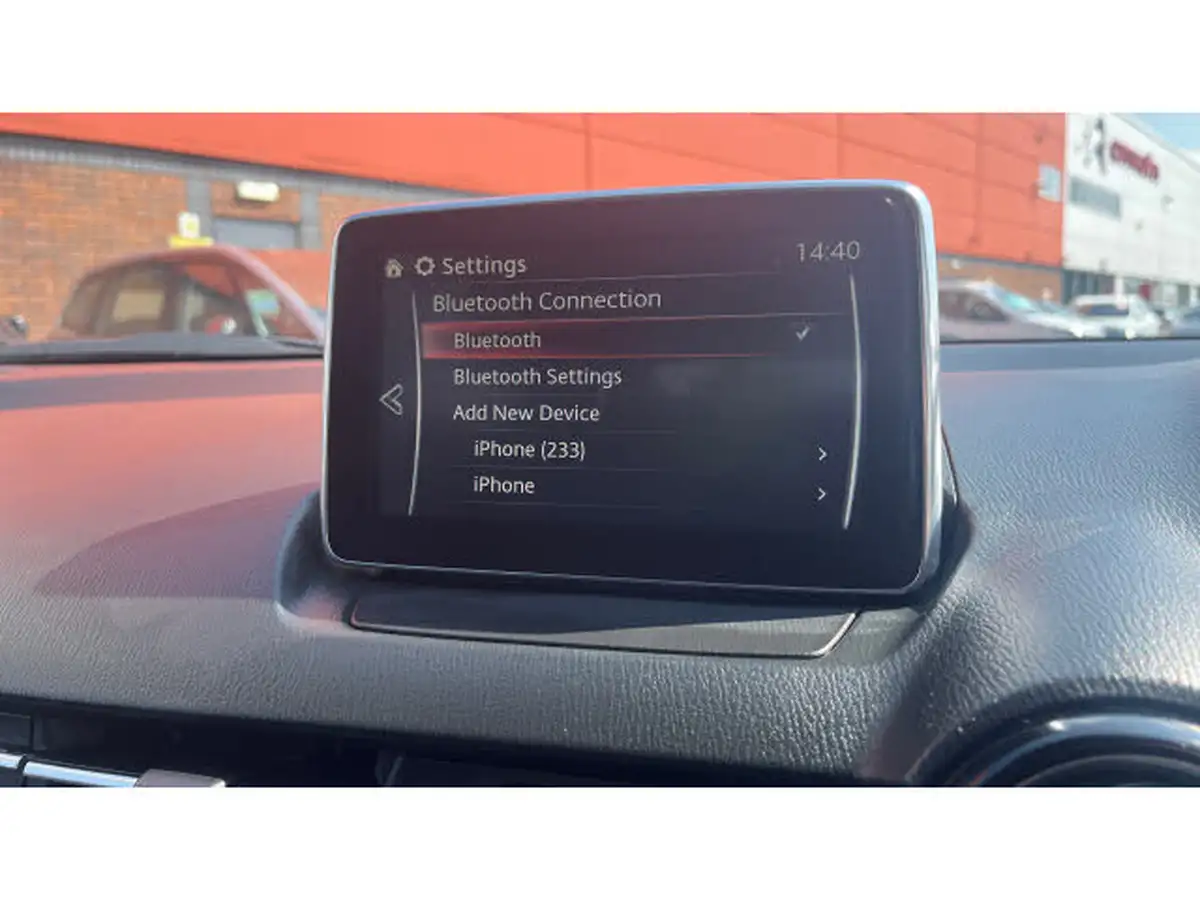 Settings
14:40
Bluetooth Connection
Bluetooth
Bluetooth Settings
Add New Device
iPhone (233)
iPhone